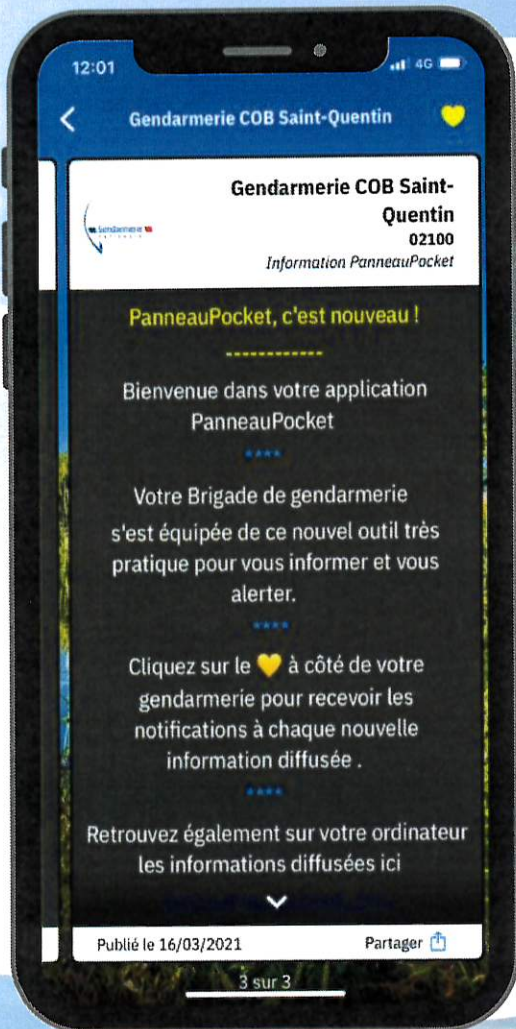 12:01
4G
Gendarmerie COB Saint-Quentin
Gendarmerie COB Saint-
Quentin
02100
Information PanneauPocket
Gendarmerie
PanneauPocket, c'est nouveau !
------------
Bienvenue dans votre application
PanneauPocket
****
Votre Brigade de gendarmerie
s'est équipée de ce nouvel outil très
pratique pour vous informer et vous
alerter.
****
Cliquez sur le 💛 à côté de votre
gendarmerie pour recevoir les
notifications à chaque nouvelle
information diffusée .
****
Retrouvez également sur votre ordinateur
les informations diffusées ici
Publié le 16/03/2021
Partager
3 sur 3